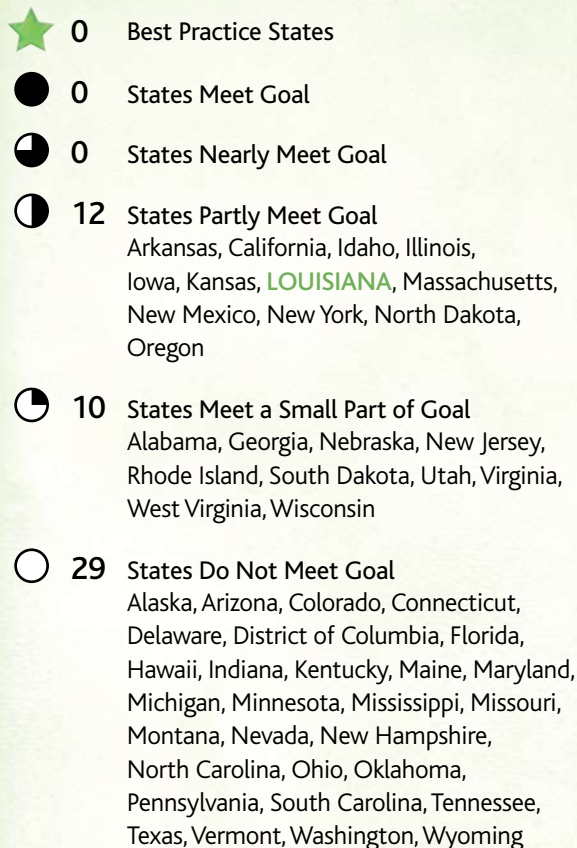 0 Best Practice States
0 States Meet Goal
0 States Nearly Meet Goal
12 States Partly Meet Goal
Arkansas, California, Idaho, Illinois,
Iowa, Kansas, LOUISIANA, Massachusetts,
New Mexico, New York, North Dakota,
Oregon
10 States Meet a Small Part of Goal
Alabama, Georgia, Nebraska, New Jersey,
Rhode Island, South Dakota, Utah, Virginia,
West Virginia, Wisconsin
29 States Do Not Meet Goal
Alaska, Arizona, Colorado, Connecticut,
Delaware, District of Columbia, Florida,
Hawaii, Indiana, Kentucky, Maine, Maryland,
Michigan, Minnesota, Mississippi, Missouri,
Montana, Nevada, New Hampshire,
North Carolina, Ohio, Oklahoma,
Pennsylvania, South Carolina, Tennessee,
Texas, Vermont, Washington, Wyoming